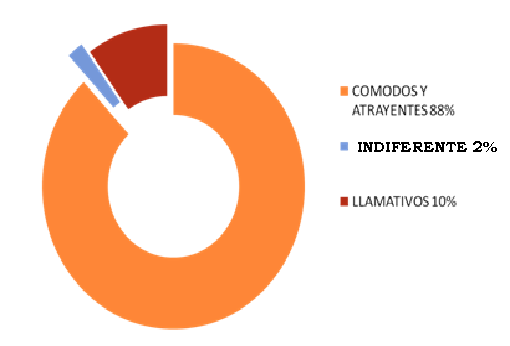 COMODOS Y
ATRAYENTES 88%
INDIFERENTE 2%
LLAMATIVOS 10%